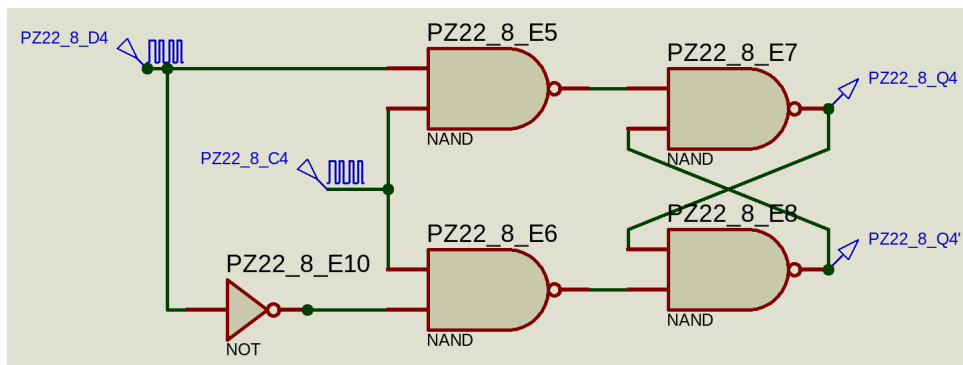 PZ22_8_D4
PZ22_8_E5
NAND
PZ22_8_E7
NAND
PZ22_8_Q4
PZ22_8_C4
PZ22_8_E6
NAND
PZ22_8_E8
NAND
PZ22_8_Q4'
PZ22_8_E10
NOT